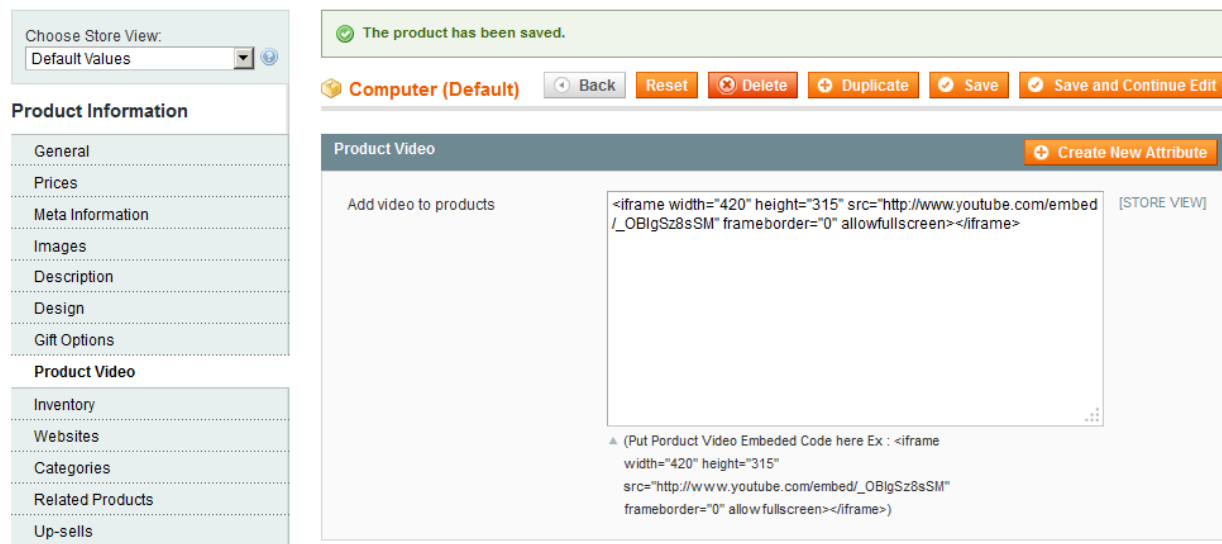 Choose Store View:
Default Values
Product Information
General
Prices
Meta Information
Images
Description
Design
Gift Options
Product Video
Inventory
Websites
Categories
Related Products
Up-sells
The product has been saved.
Computer (Default) Back Reset Delete Duplicate Save Save and Continue Edit
Product Video Create New Attribute
Add video to products
<iframe width="420" height="315" src="http://www.youtube.com/embed
/_OBIgSz8sSM" frameborder="0" allowfullscreen></iframe>
[STORE VIEW]
(Put Porduct Video Embeded Code here Ex : <iframe
width="420" height="315"
src="http://www.youtube.com/embed/_OBIgSz8sSM"
frameborder="0" allowfullscreen></iframe>)